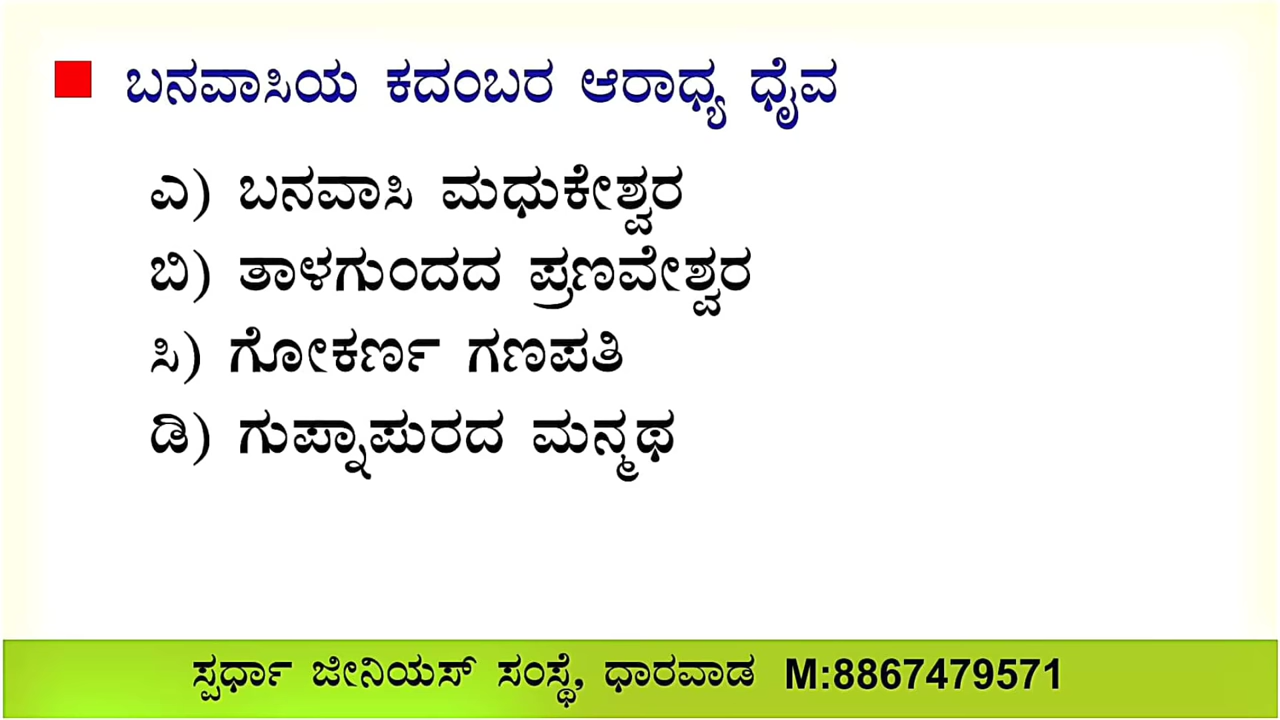 ಬನವಾಸಿಯ ಕದಂಬರ ಆರಾಧ್ಯ ಧೈವ
ಎ) ಬನವಾಸಿ ಮಧುಕೇಶ್ವರ
ಬಿ) ತಾಳಗುಂದದ ಪ್ರಣವೇಶ್ವರ
ಸಿ) ಗೋಕರ್ಣ ಗಣಪತಿ
ಡಿ) ಗುಪ್ನಾಪುರದ ಮನ್ಮಥ
ಸ್ಪರ್ಧಾ ಜೀನಿಯಸ್ ಸಂಸ್ಥೆ, ಧಾರವಾಡ M:8867479571